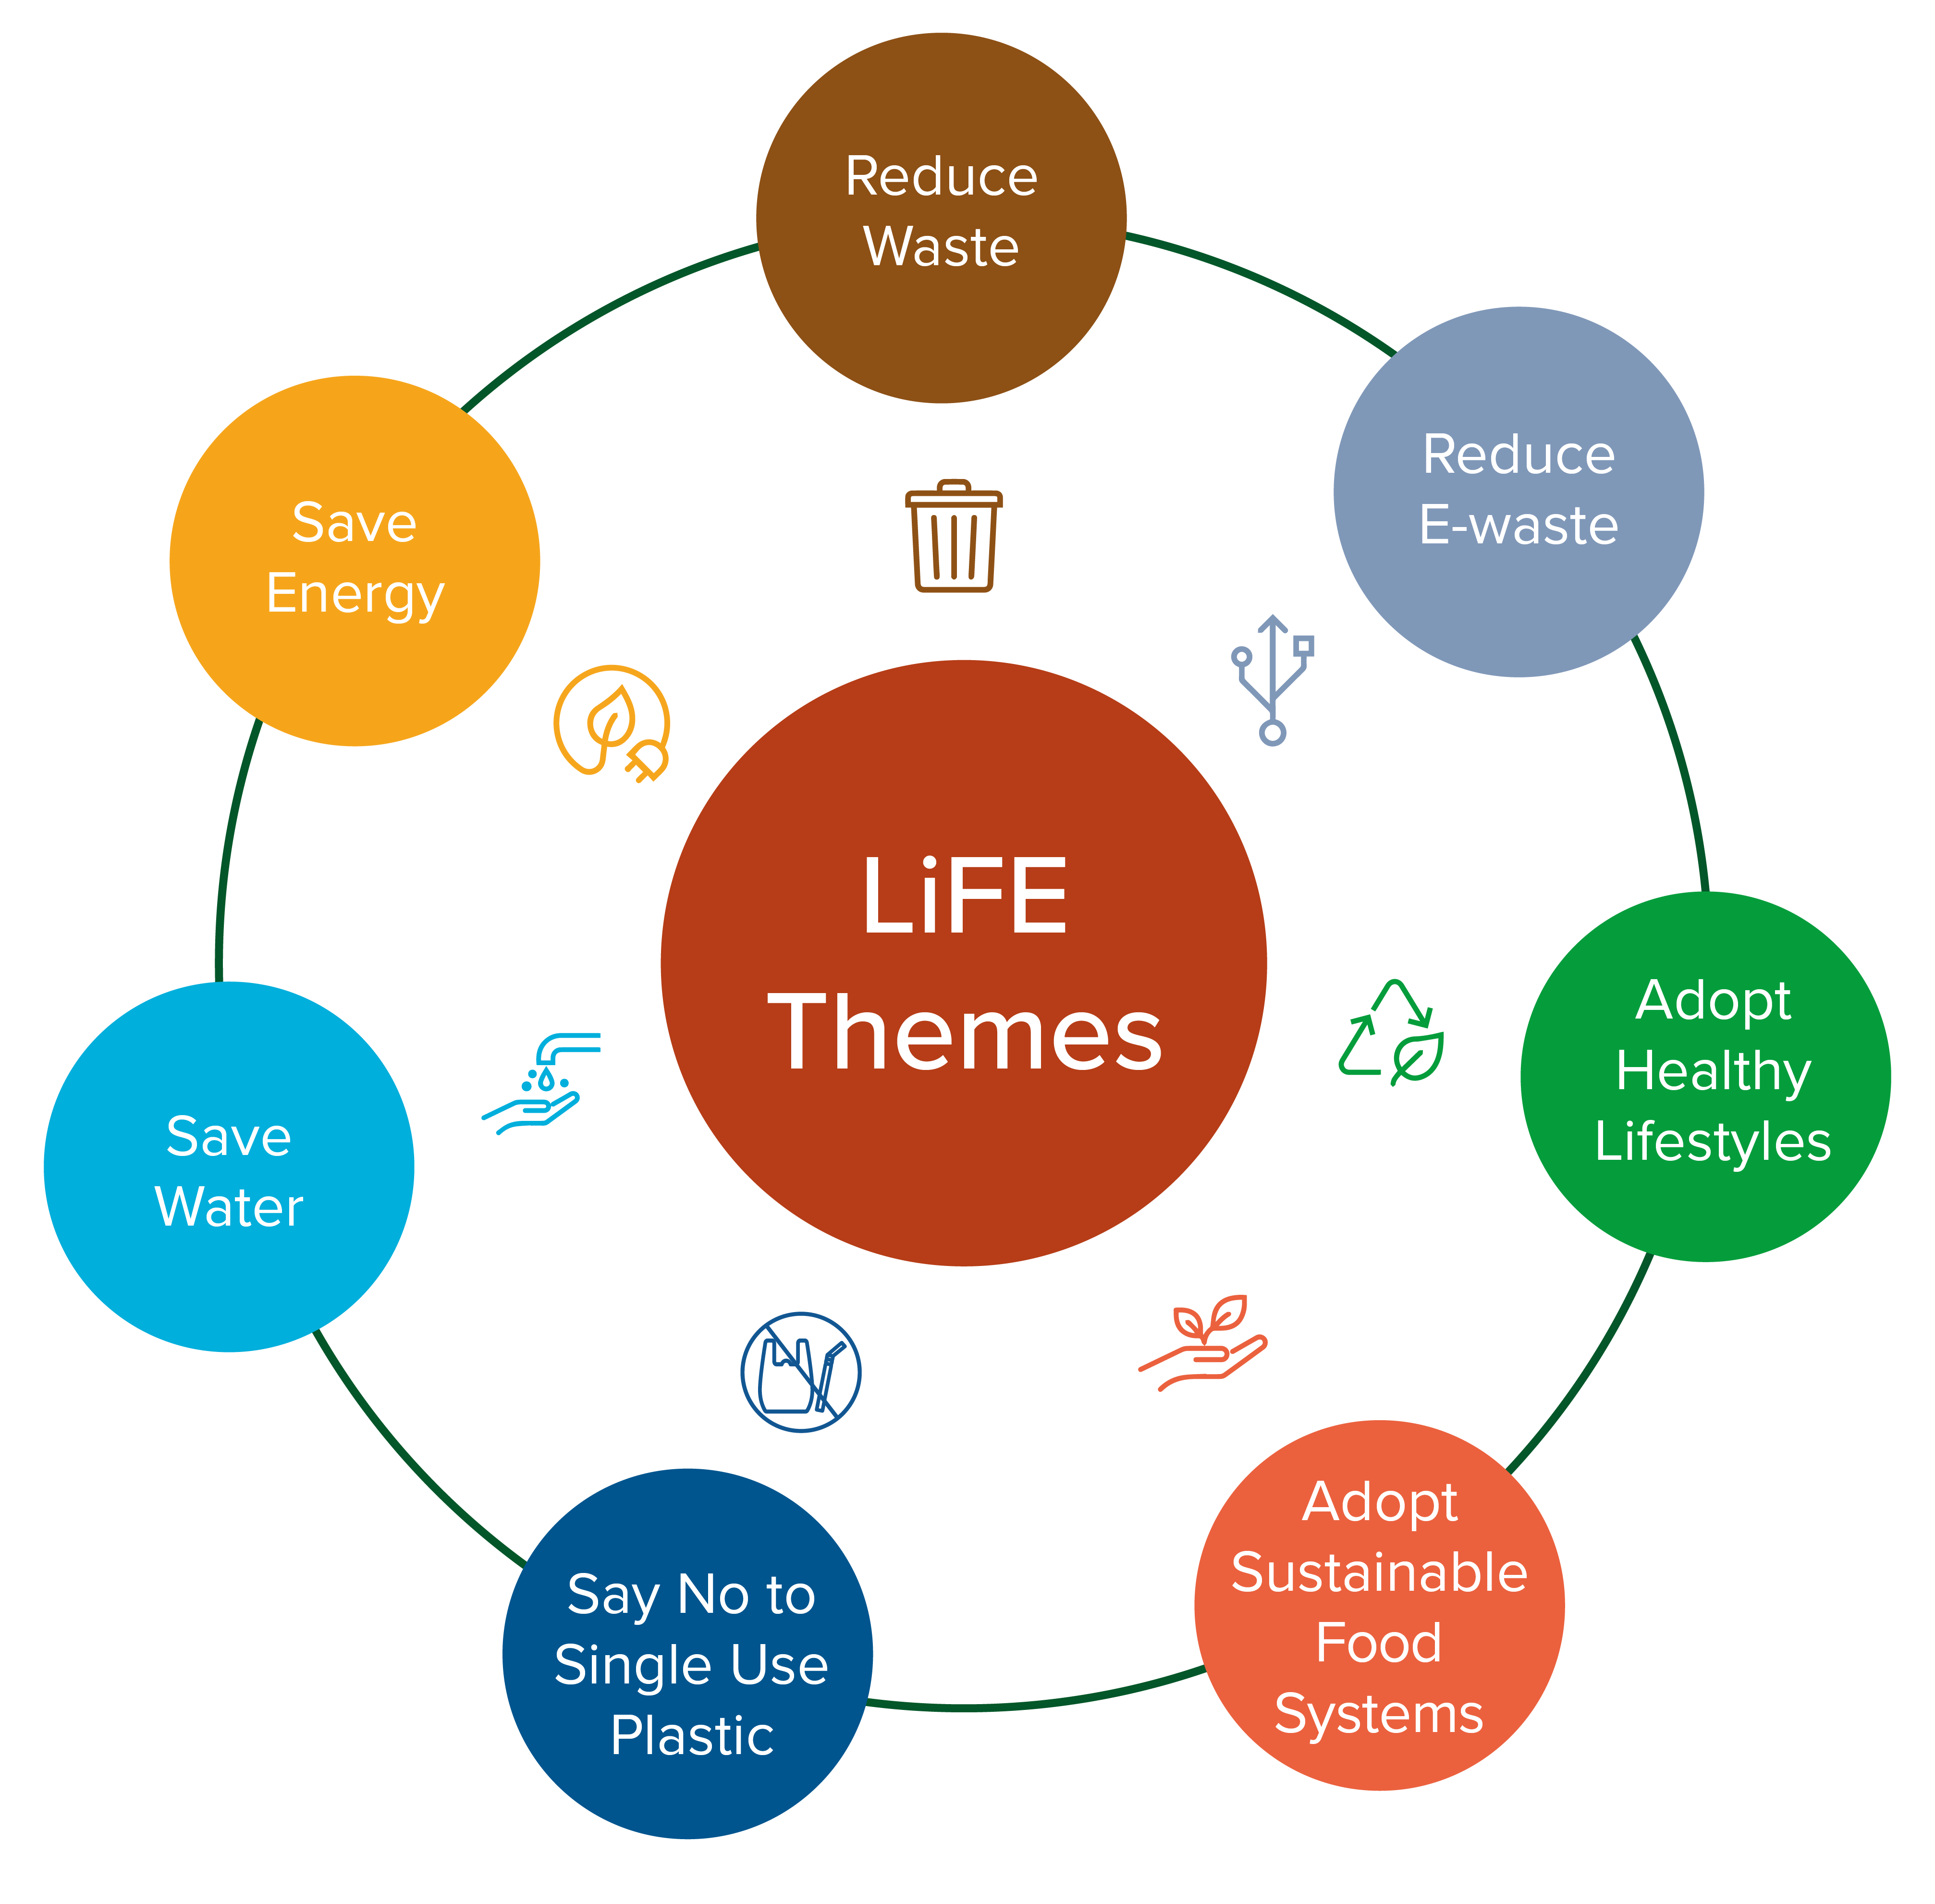 Reduce
Waste
Reduce
E-waste
Save
Energy
LiFE
Themes
Adopt
Healthy
Lifestyles
Save
Water
Adopt
Sustainable
Food
Systems
Say No to
Single Use
Plastic